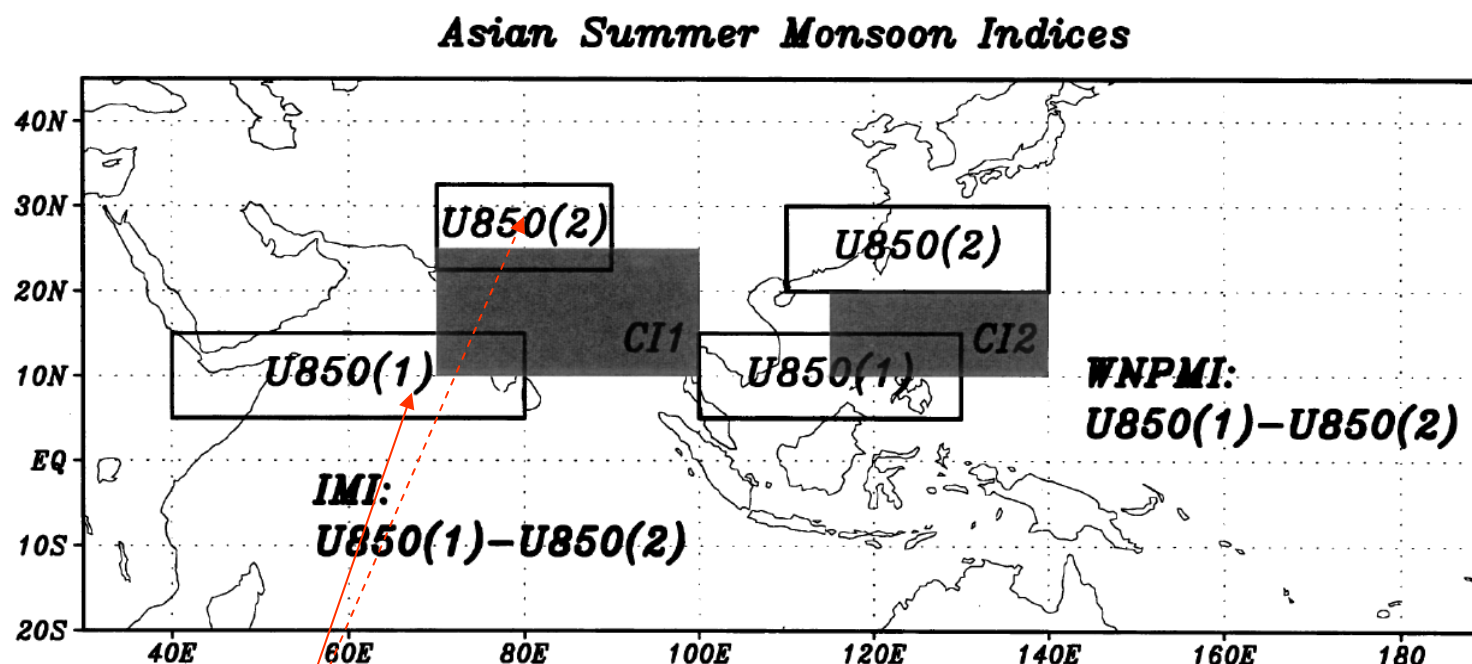 Asian Summer Monsoon Indices
40N
30N
20N
10N
EQ
10S
20S
U850(2)
U850(2)
CI1
CI2
U850(1)
U850(1)
WNPMI:
U850(1)-U850(2)
IMI:
U850(1)-U850(2)
40E 60E 80E 100E 120E 140E 160E 180